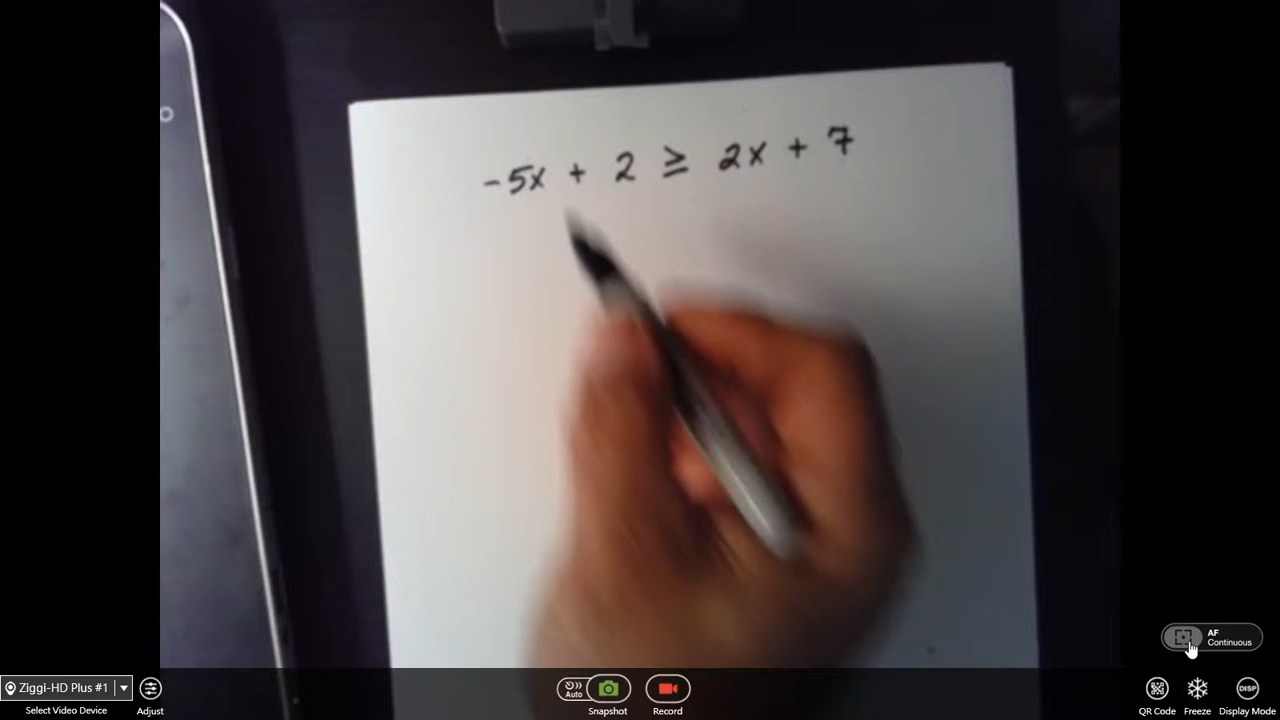 -5x + 2 ≥ 2x + 7
AF
Continuous
Ziggi-HD Plus #1
Select Video Device
Adjust
Auto
Snapshot
Record
QR Code
Freeze
DISP
Display Mode